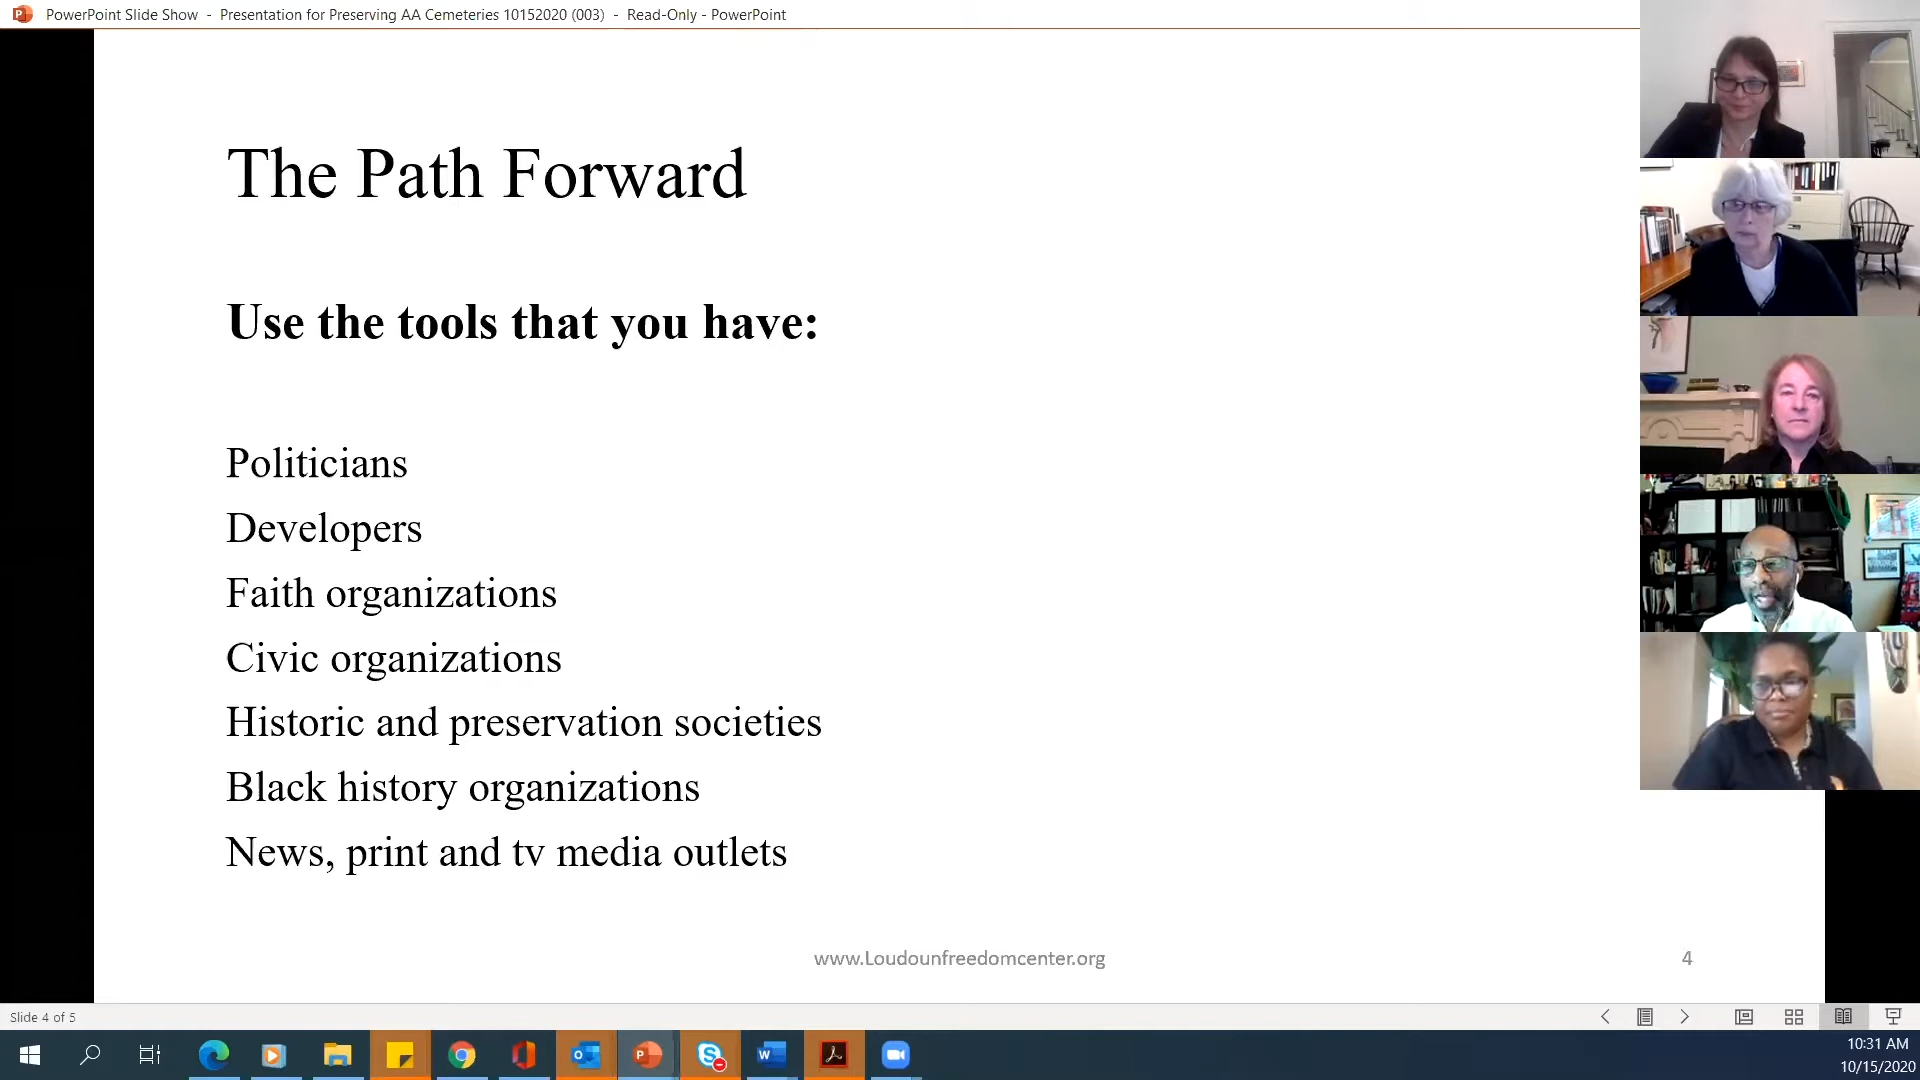 PowerPoint Slide Show - Presentation for Preserving AA Cemeteries 10152020 (003) - Read-Only - PowerPoint
The Path Forward
Use the tools that you have:
Politicians
Developers
Faith organizations
Civic organizations
Historic and preservation societies
Black history organizations
News, print and tv media outlets
www.Loudounfreedomcenter.org
4
Slide 4 of 5
10:31 AM
10/15/2020